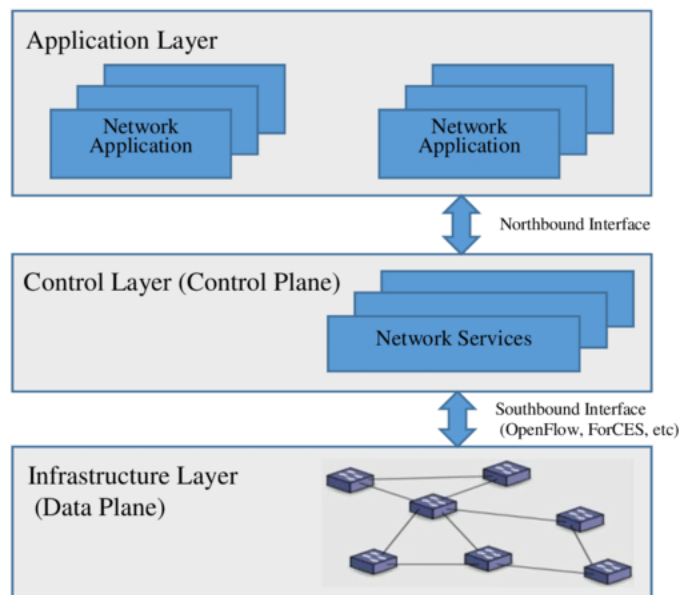 Application Layer
Network
Application
Network
Application
Northbound Interface
Control Layer (Control Plane)
Network Services
Southbound Interface
(OpenFlow, ForCES, etc)
Infrastructure Layer
(Data Plane)